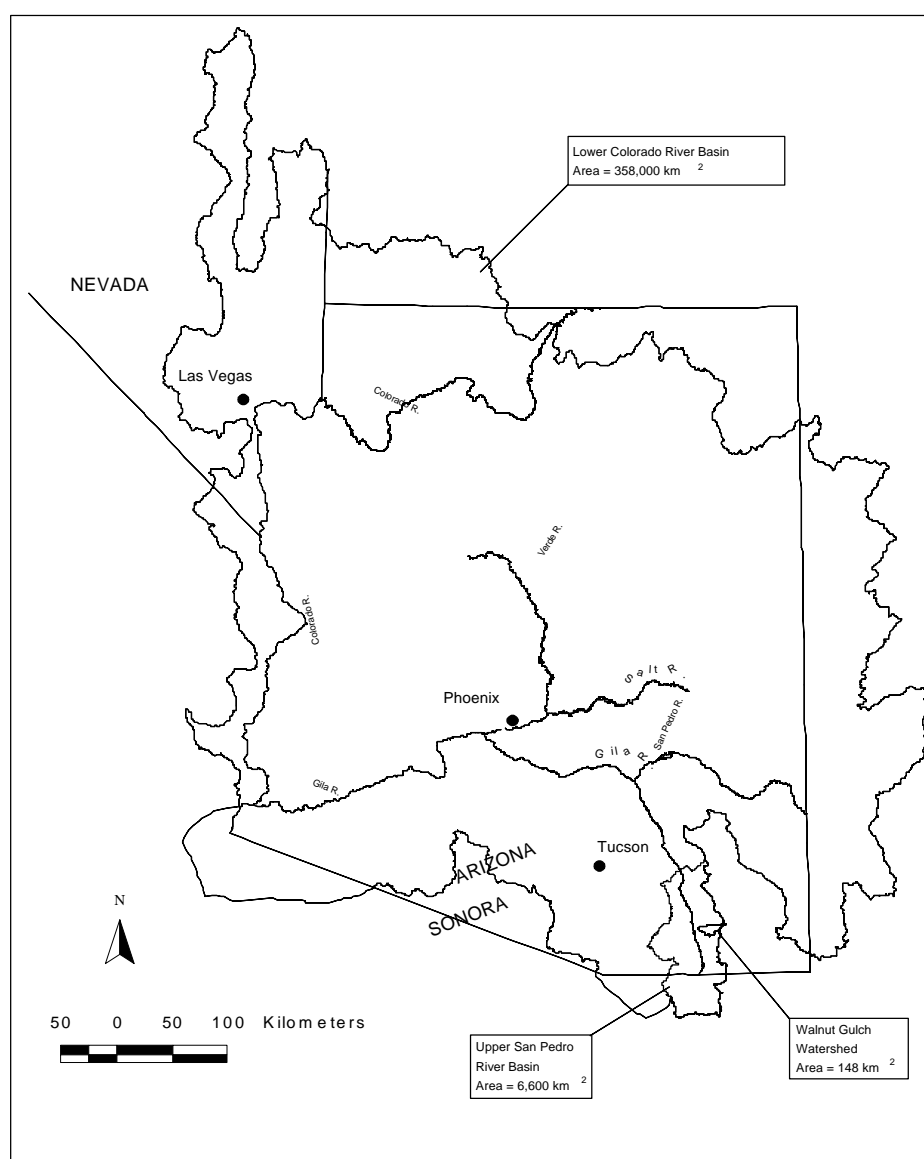 Lower Colorado River Basin
Area = 358,000 km 2
NEVADA
Las Vegas
Colorado R.
Verde R.
Colorado R.
Salt R.
Phoenix
San Pedro R.
Gila R
Gila R.
Tucson
ARIZONA
SONORA
N
50 0 50 100 Kilometers
Upper San Pedro
River Basin
Area = 6,600 km 2
Walnut Gulch
Watershed
Area = 148 km 2